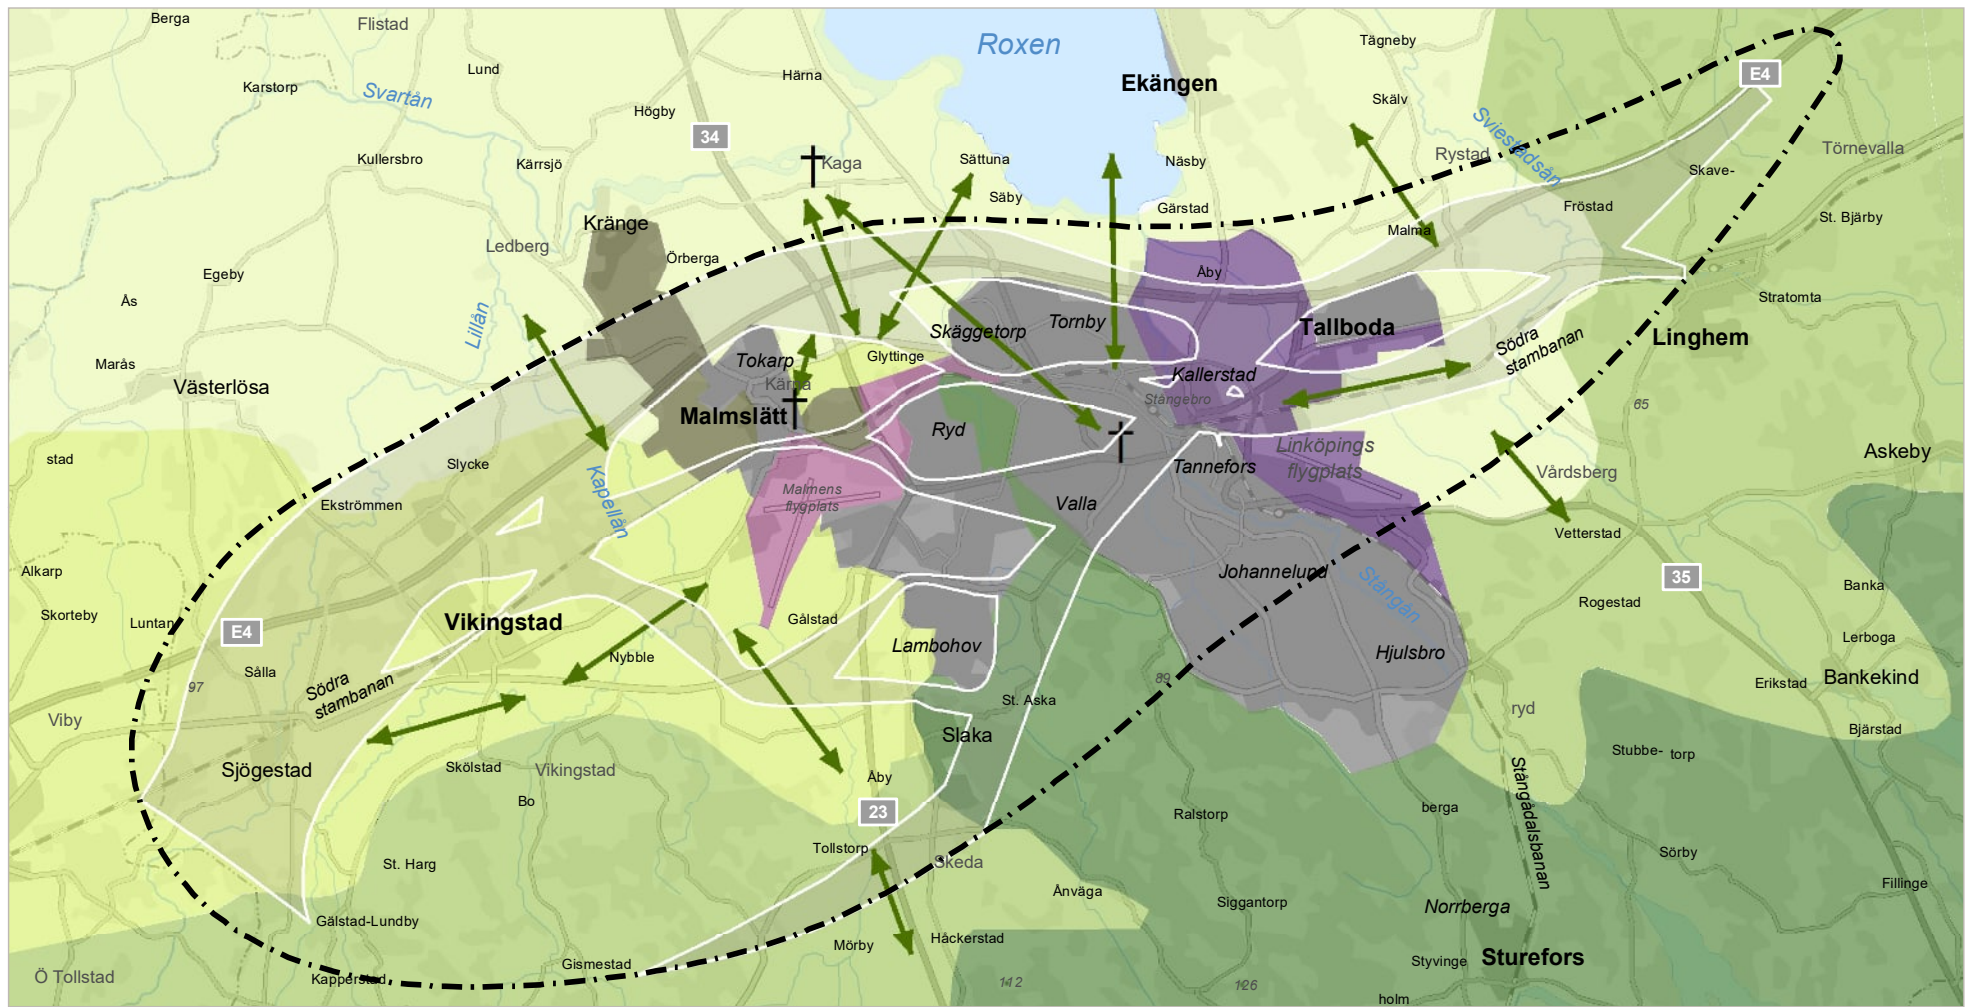 Berga
Flistad
Roxen
Tägneby
Ekängen
E4
Lund
Härna
Karstorp
Svartån
Högby
Skälv
Sviestadsån
34
Törnevalla
Kullersbro
Kärrsjö
Kaga
Sättuna
Näsby
Rystad
Skave-
Säby
Gärstad
Fröstad
St. Bjärby
Kränge
Malma
Ledberg
Örberga
Åby
Egeby
Ås
Stratomta
Lillån
Skäggetorp
Tornby
Tallboda
Linghem
Södra
stambanan
Marås
Tokarp
Glyttinge
Västerlösa
Kärna
Kallerstad
Stångebro
Malmslätt
65
Ryd
Linköpings
flygplats
Askeby
stad
Slycke
Tannefors
Vårdsberg
Kapellån
Malmens
flygplats
Ekströmmen
Valla
Vetterstad
Alkarp
Johannelund
Stångån
35
Banka
Skorteby
Luntan
Rogestad
E4
Vikingstad
Gålstad
Lambohov
Lerboga
Hjulsbro
Nybble
Sålla
Södra
stambanan
97
89
Erikstad
Bankekind
St. Aska
Viby
ryd
Slaka
Bjärstad
Sjögestad
Skölstad
Vikingstad
Stubbe-
torp
Åby
Stångådalsbanan
Bo
23
Ralstorp
berga
Tollstorp
Skeda
Sörby
St. Harg
Ånväga
Siggantorp
Fillinge
Norrberga
Gälstad-Lundby
Mörby
Håckerstad
Gismestad
Styvinge
Sturefors
Ö Tollstad
Kapperstad
112
126
holm